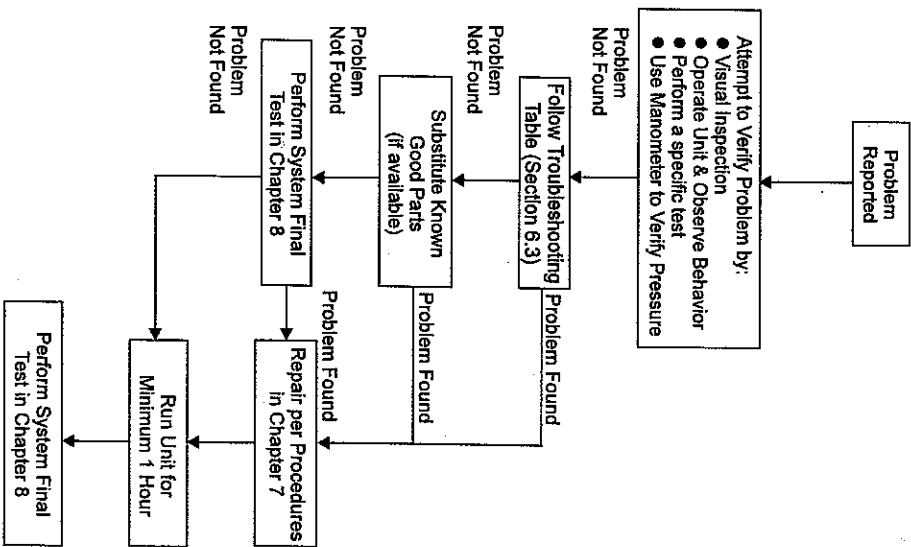 Problem
Reported
Attempt to Verify Problem by:
● Visual Inspection
● Operate Unit & Observe Behavior
● Perform a specific test
● Use Manometer to Verify Pressure
Problem
Not Found
Follow Troubleshooting
Table (Section 6.3)
Problem Found
Problem
Not Found
Substitute Known
Good Parts
(if available)
Problem Found
Problem
Not Found
Perform System Final
Test in Chapter 8
Problem Found
Problem
Not Found
Repair per Procedures
in Chapter 7
Run Unit for
Minimum 1 Hour
Perform System Final
Test in Chapter 8